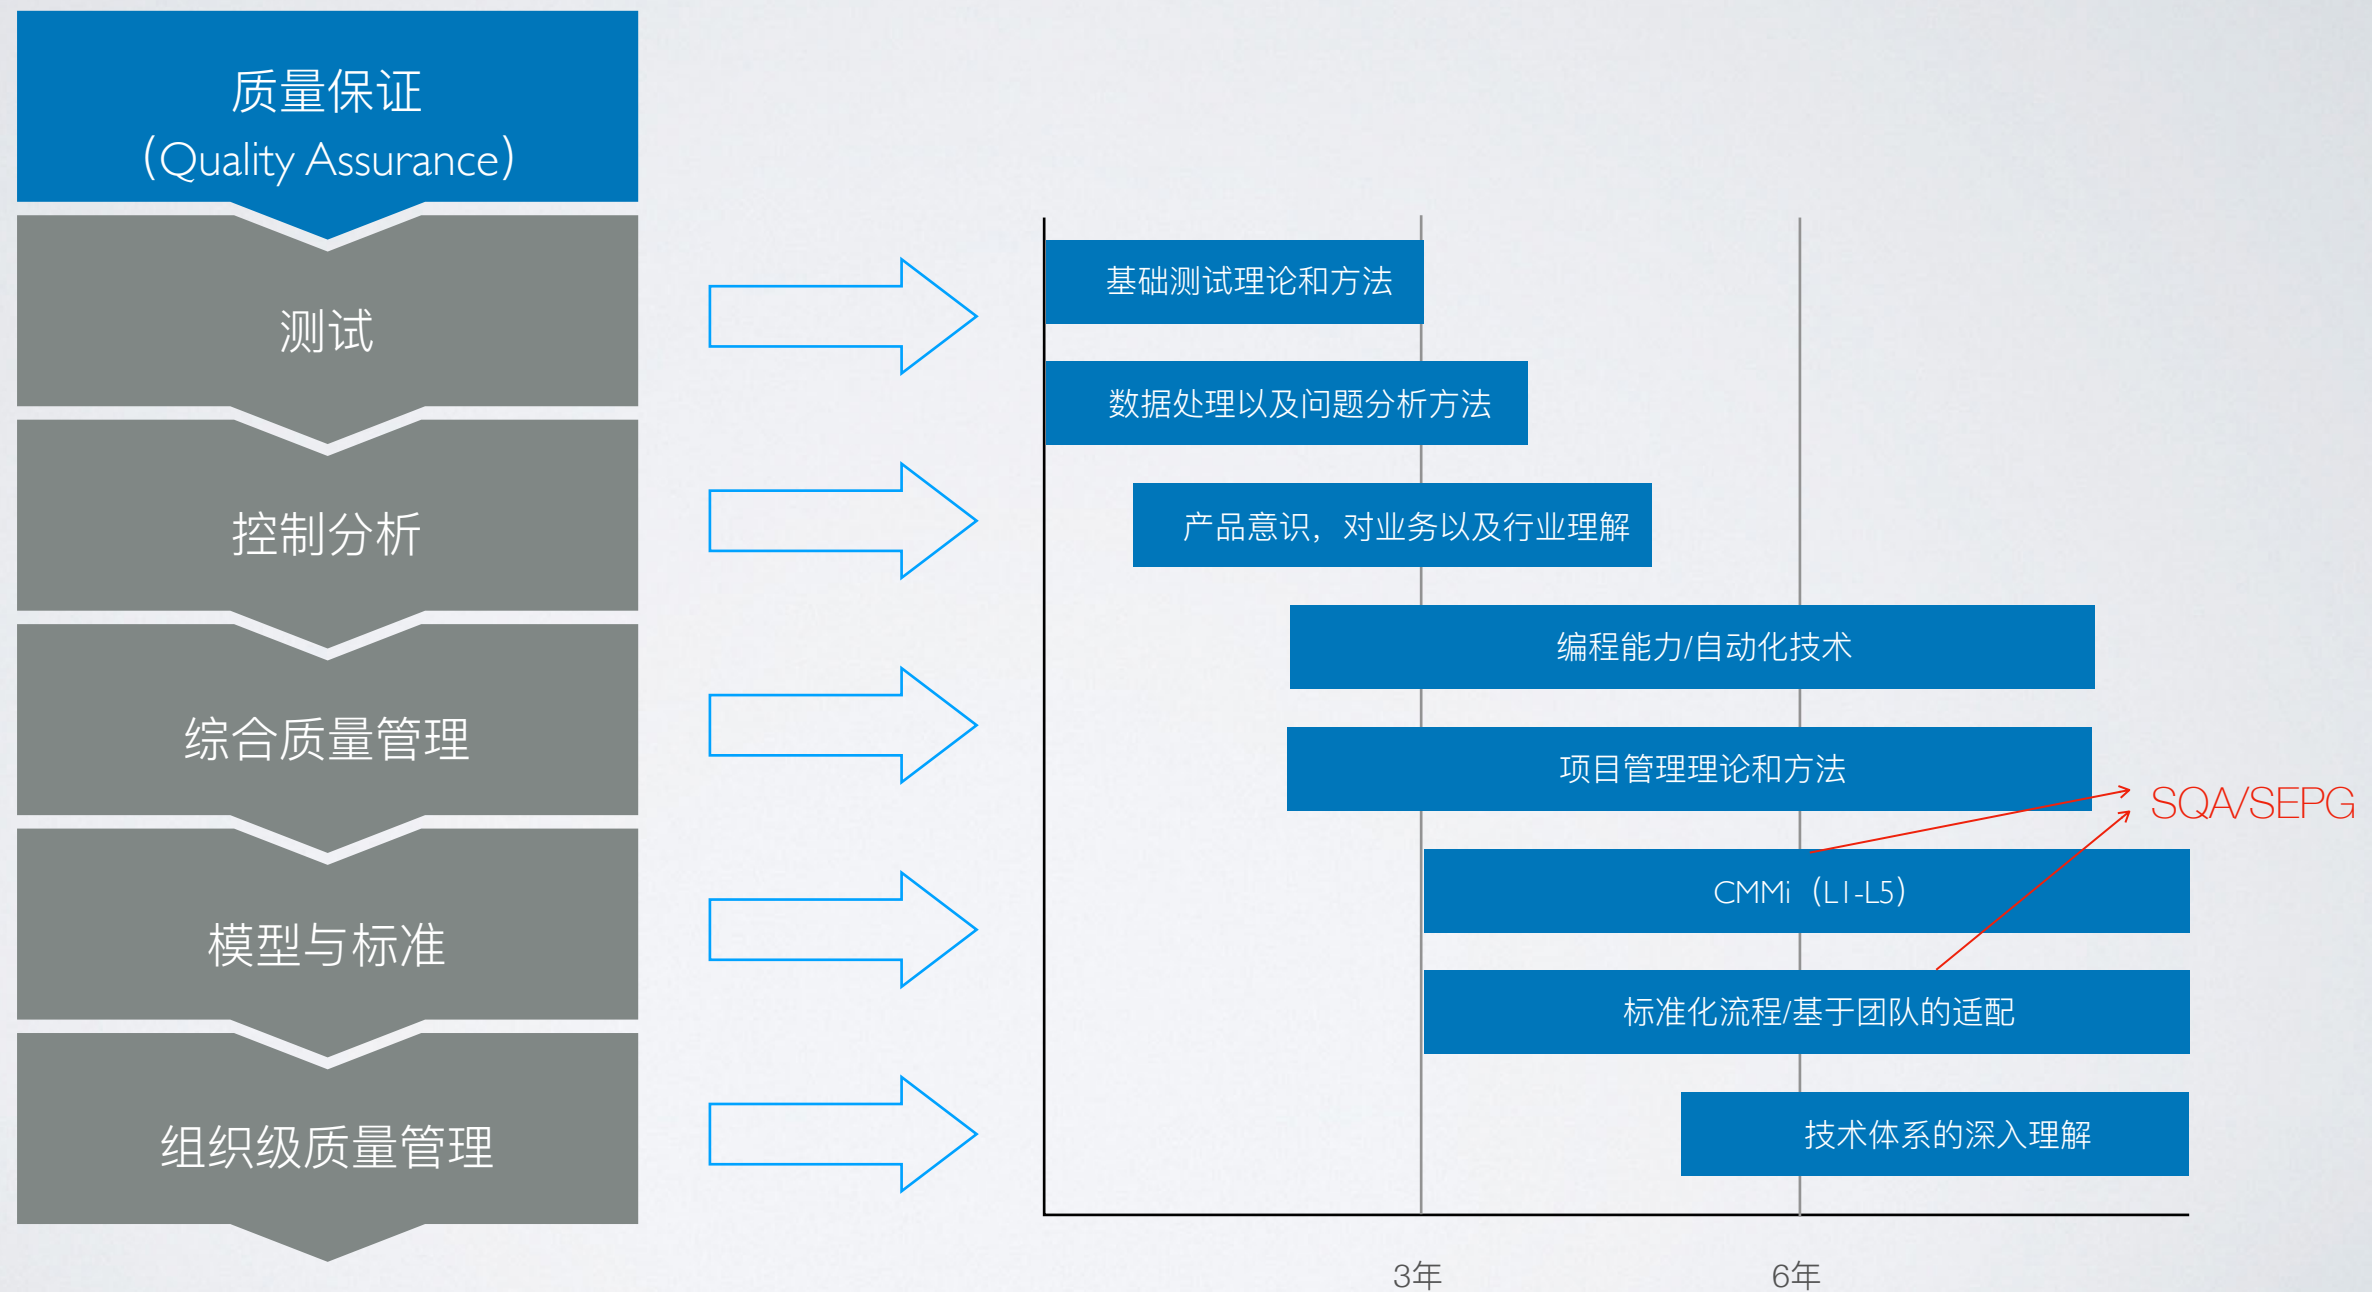 质量保证
（Quality Assurance）
测试
控制分析
综合质量管理
模型与标准
组织级质量管理
基础测试理论和方法
数据处理以及问题分析方法
产品意识，对业务以及行业理解
编程能力/自动化技术
项目管理理论和方法
SQA/SEPG
CMMi（L1-L5）
标准化流程/基于团队的适配
技术体系的深入理解
3年
6年